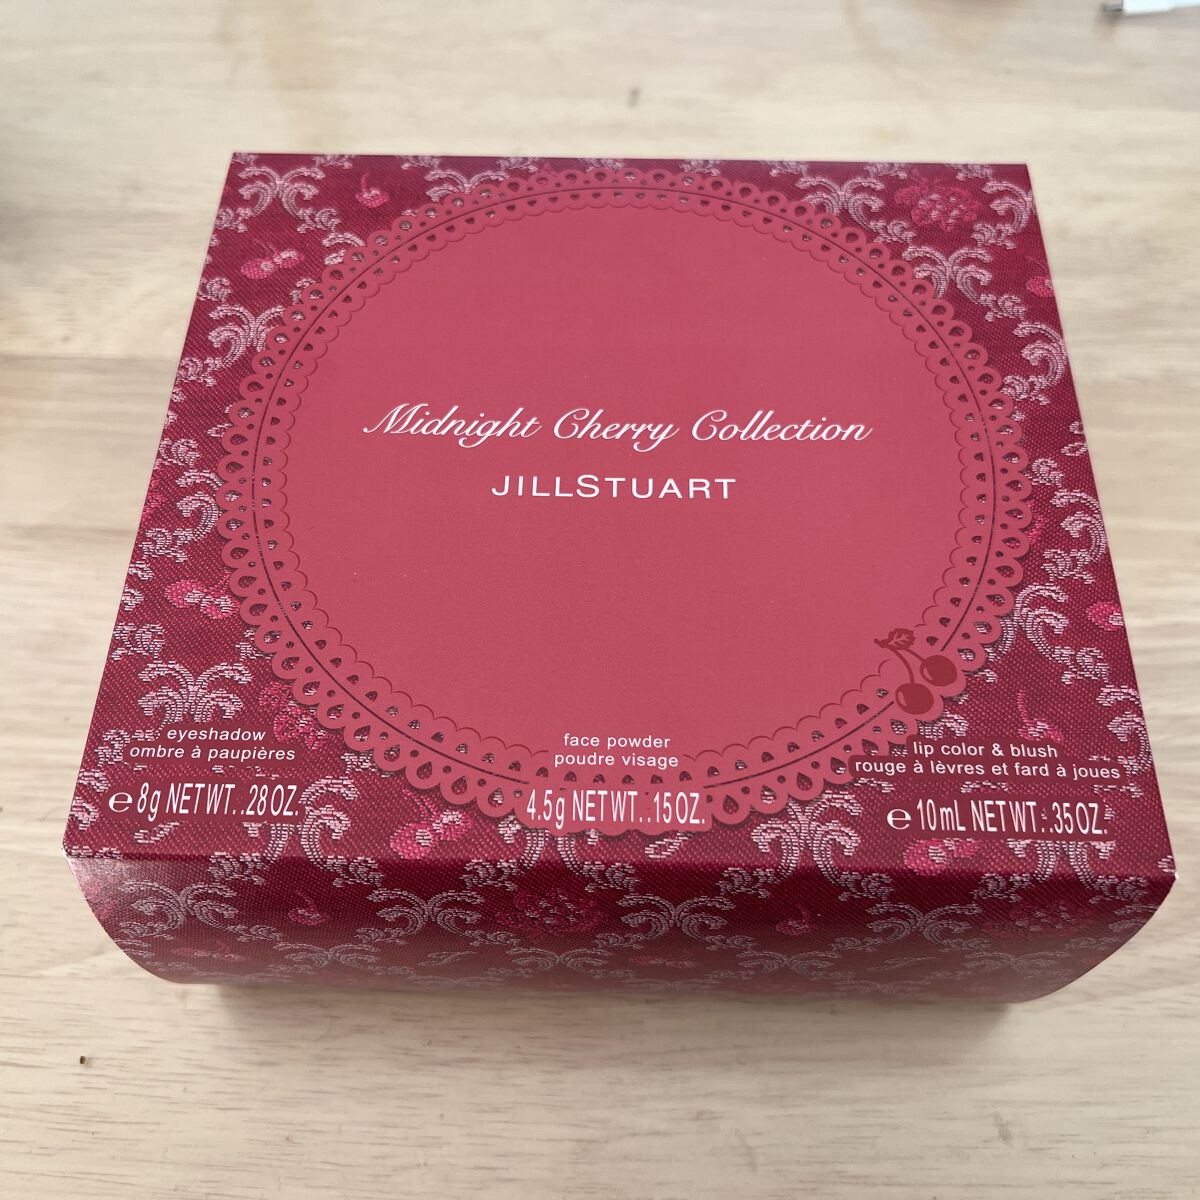 Midnight Cherry Collection
JILLSTUART
eyeshadow
ombre à paupières
℮ 8g NET WT. .28 OZ.
face powder
poudre visage
4.5g NET WT. .15 OZ.
lip color & blush
rouge à lèvres et fard à joues
℮ 10mL NET WT. .35 OZ.